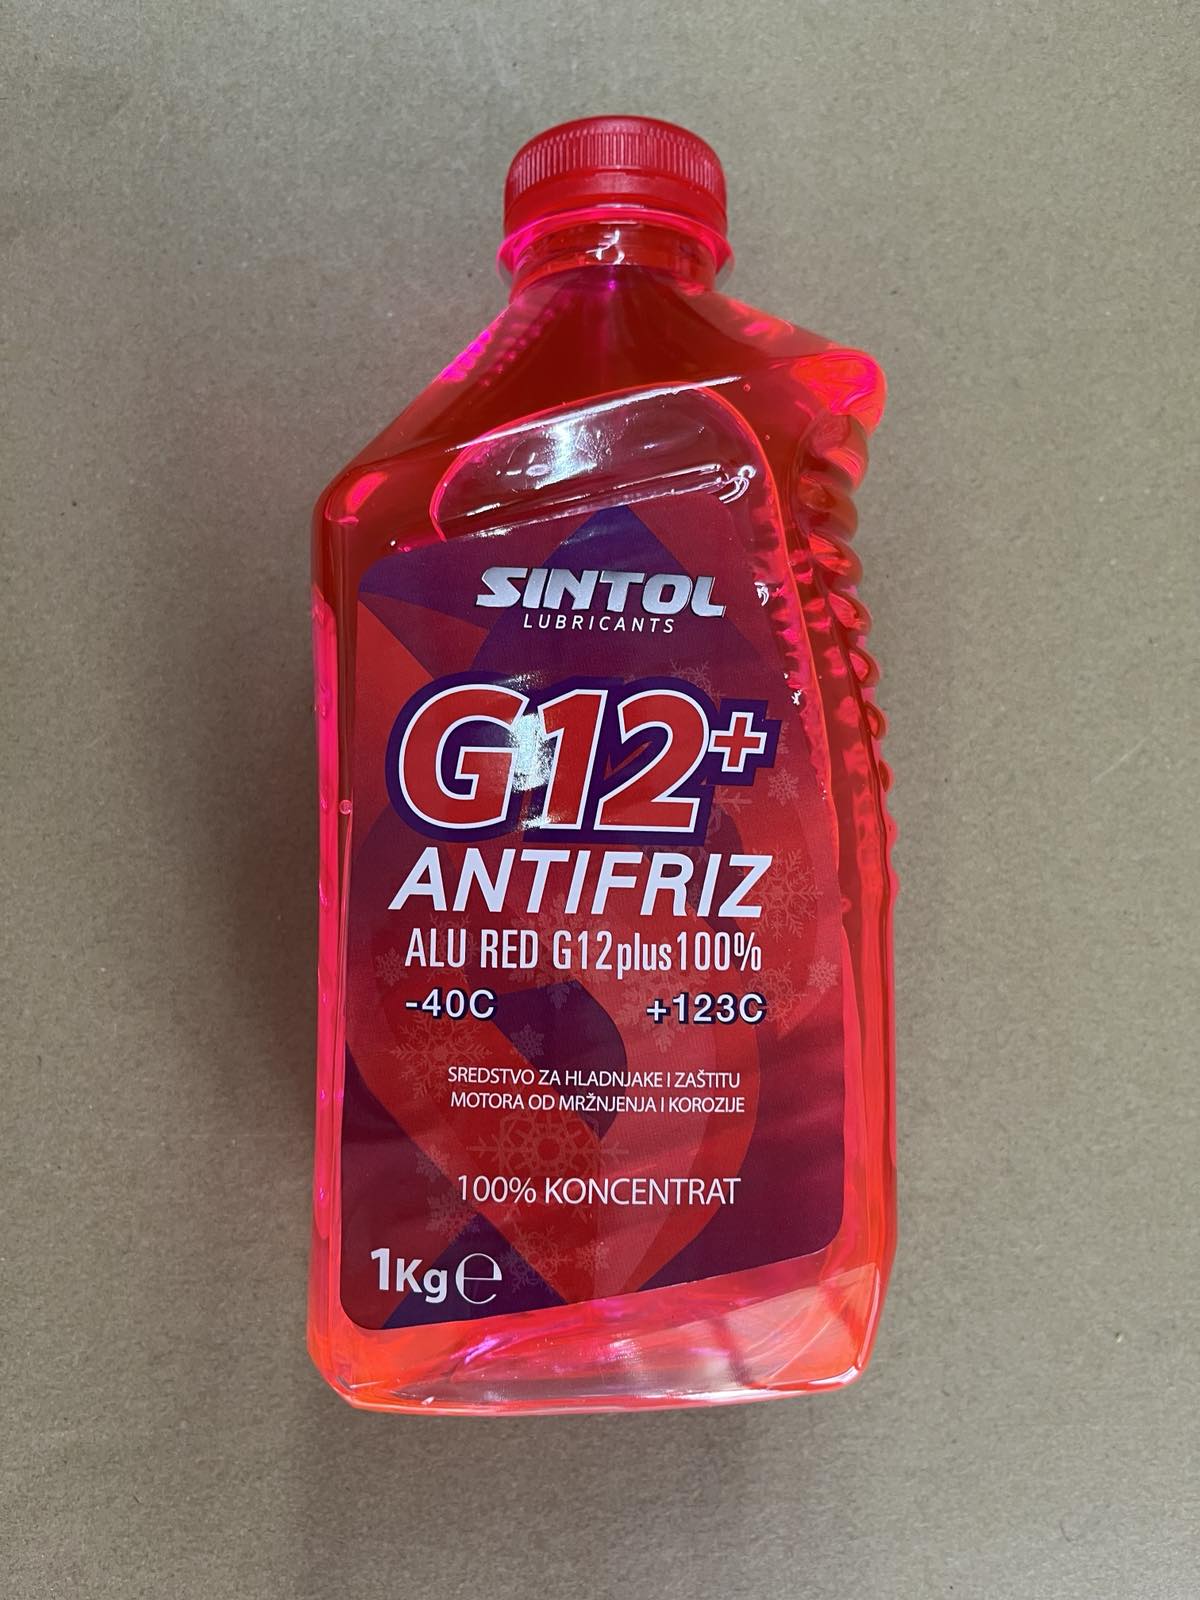 SINTOL
LUBRICANTS
G12+
ANTIFRIZ
ALU RED G12plus100%
-40C +123C
SREDSTVO ZA HLADNJAKE I ZAŠTITU
MOTORA OD MRŽNJENJA I KOROZIJE
100% KONCENTRAT
1Kg ℮